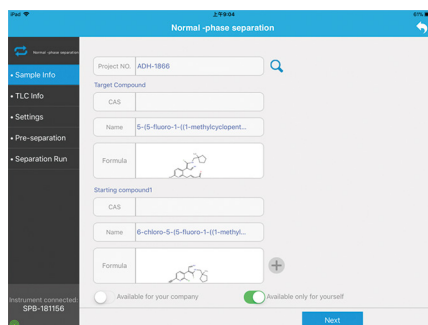 iPad
上午9:04
61%
Normal -phase separation
Normal -phase separation
• Sample Info
• TLC Info
• Settings
• Pre-separation
• Separation Run
Instrument connected:
SPB-181156
Project NO. ADH-1866
Target Compound
CAS
Name 5-(5-fluoro-1-((1-methylcyclopent...
Formula
Starting compound1
CAS
Name 6-chloro-5-(5-fluoro-1-((1-methyl...
Formula
Available for your company
Available only for yourself
Next